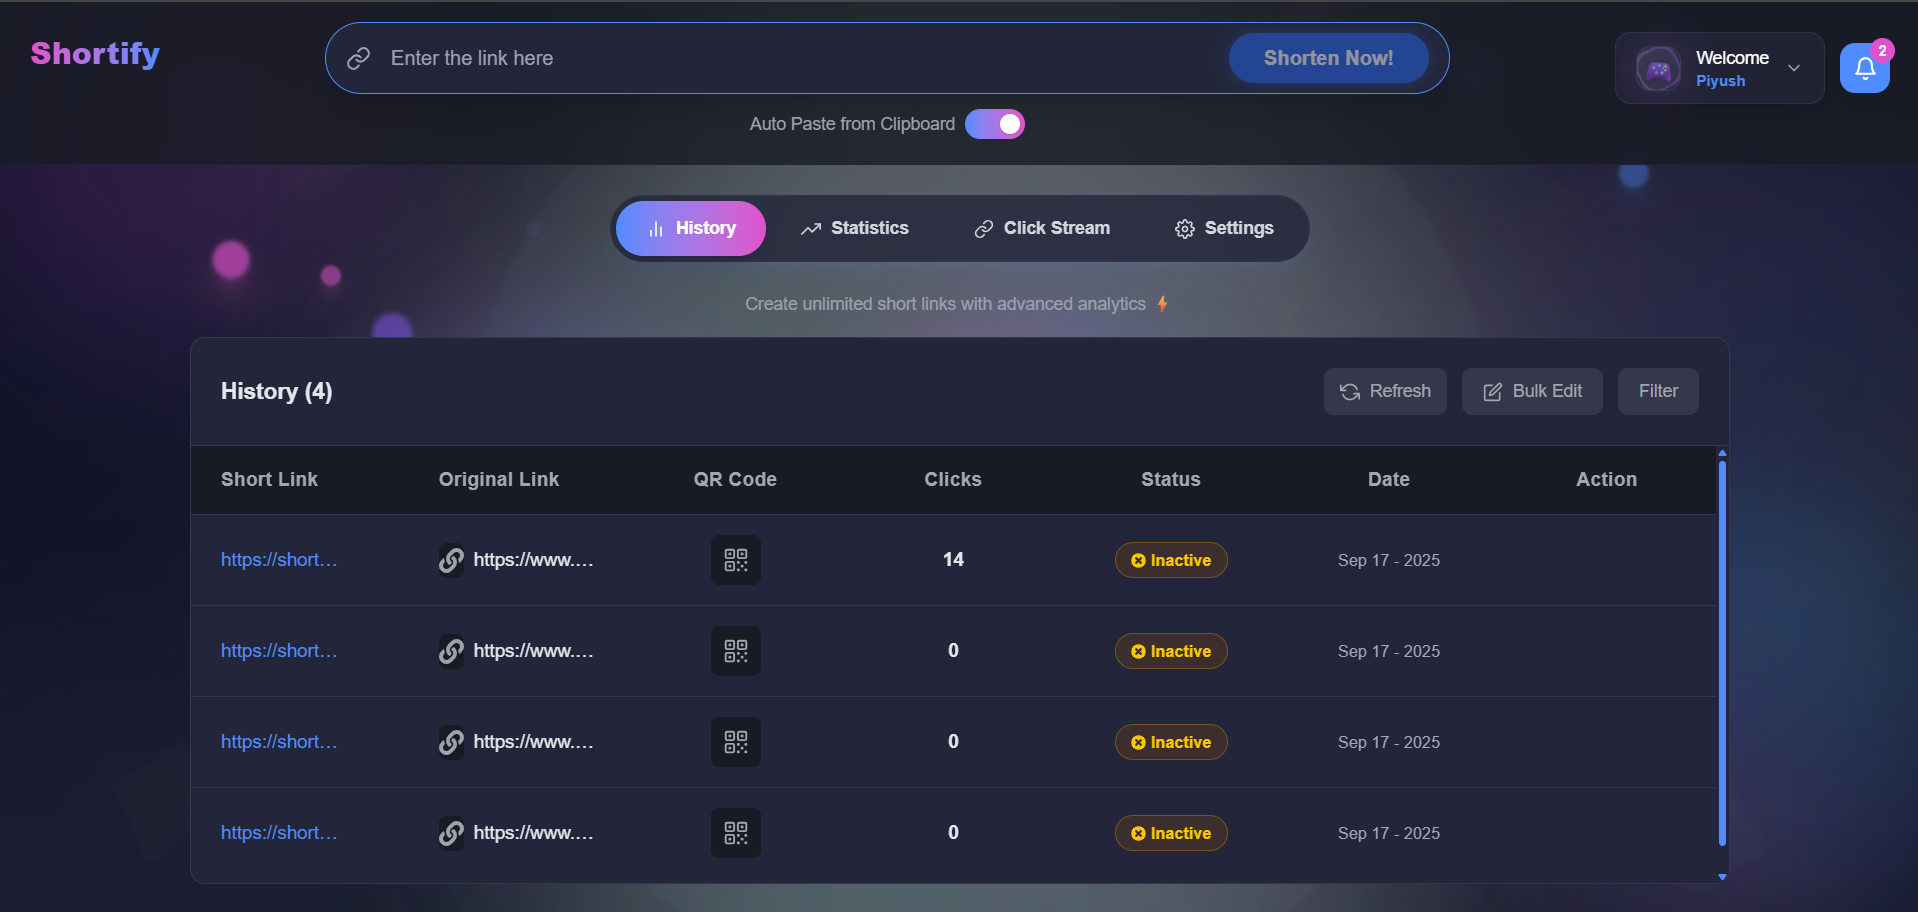 Shortify
Enter the link here
Shorten Now!
Welcome
Piyush
2
Auto Paste from Clipboard
History
Statistics
Click Stream
Settings
Create unlimited short links with advanced analytics
History (4)
Refresh
Bulk Edit
Filter
Short Link Original Link QR Code Clicks Status Date Action
https://short... https://www.... 14 Inactive Sep 17 - 2025
https://short... https://www.... 0 Inactive Sep 17 - 2025
https://short... https://www.... 0 Inactive Sep 17 - 2025
https://short... https://www.... 0 Inactive Sep 17 - 2025